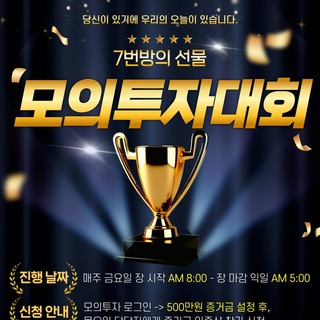 당신이 있기에 우리의 오늘이 있습니다.
7번방의 선물
모의투자대회
진행 날짜
매주 금요일 장 시작 AM 8:00 - 장 마감 익일 AM 5:00
신청 안내
모의투자 로그인 -> 500만원 증거금 설정 후,